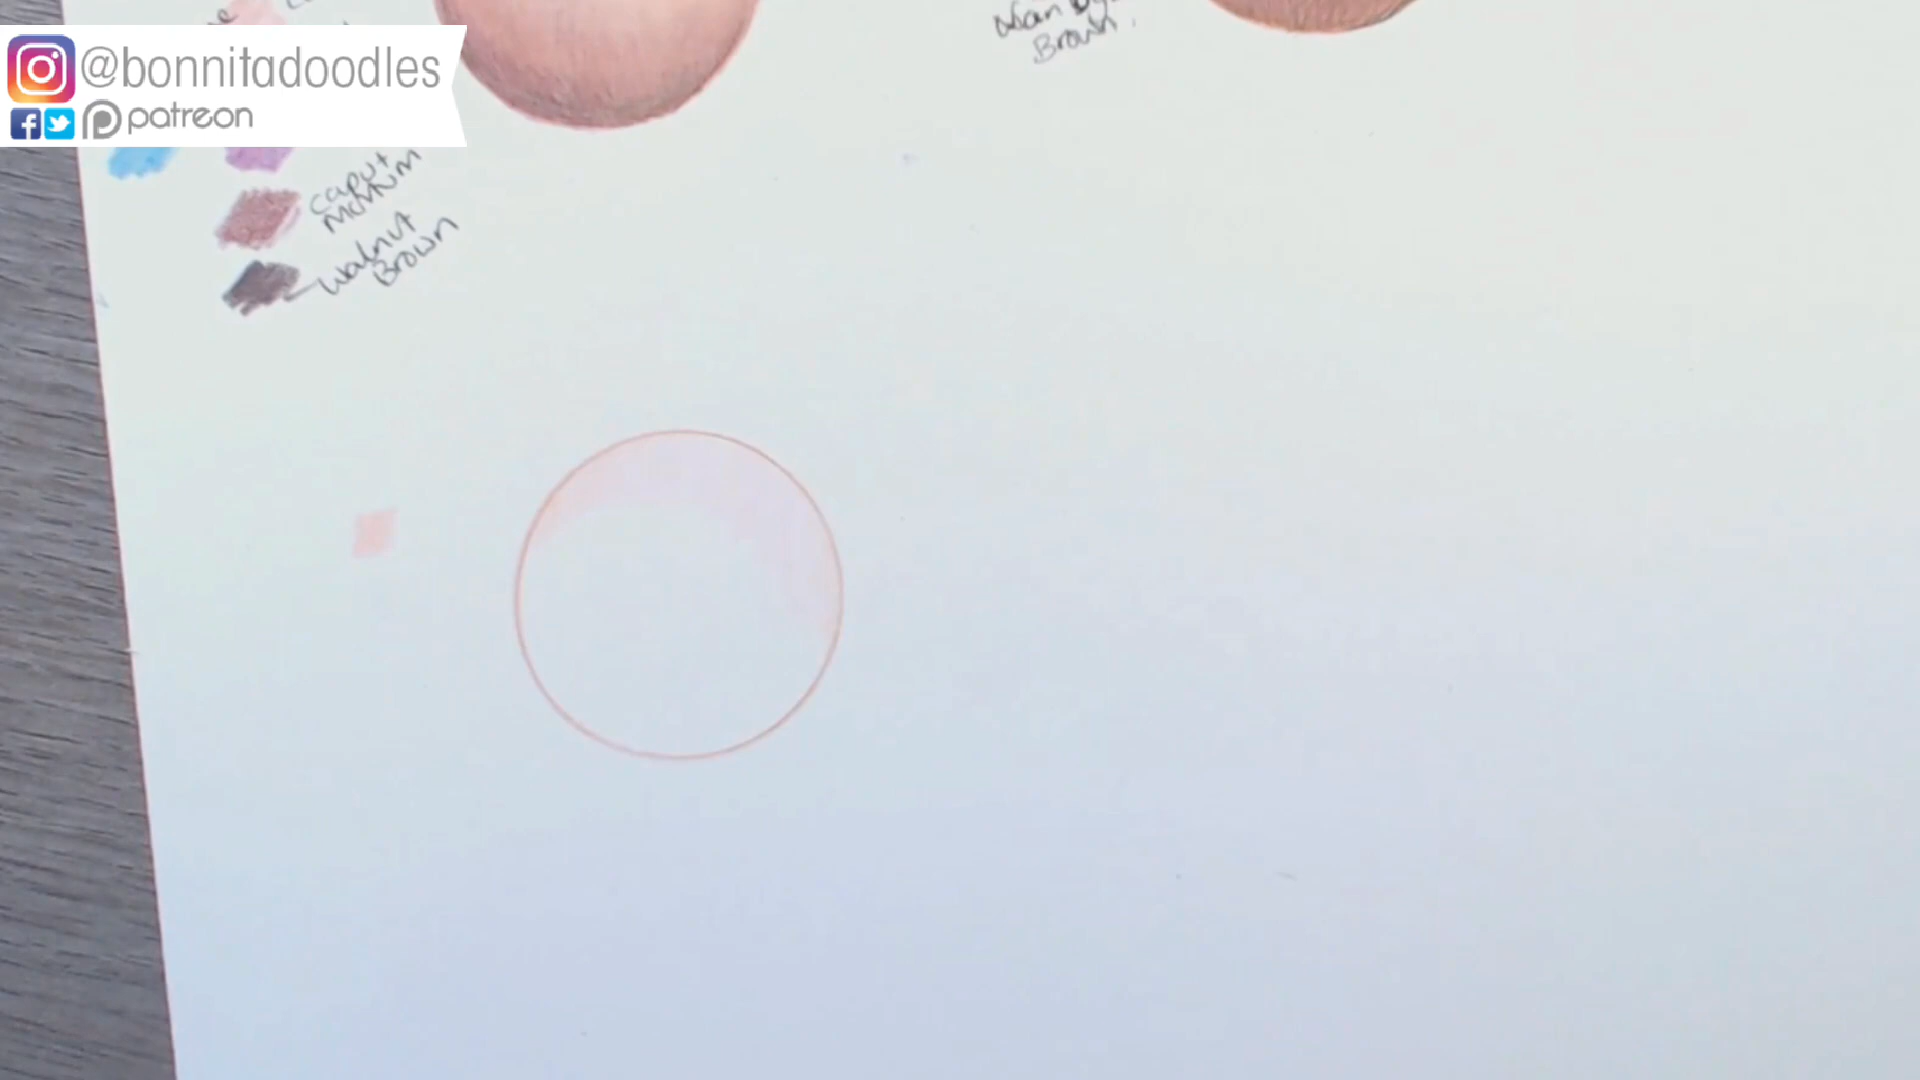 @bonnitadoodles
patreon
caput
mortum
walnut
Brown
Brown